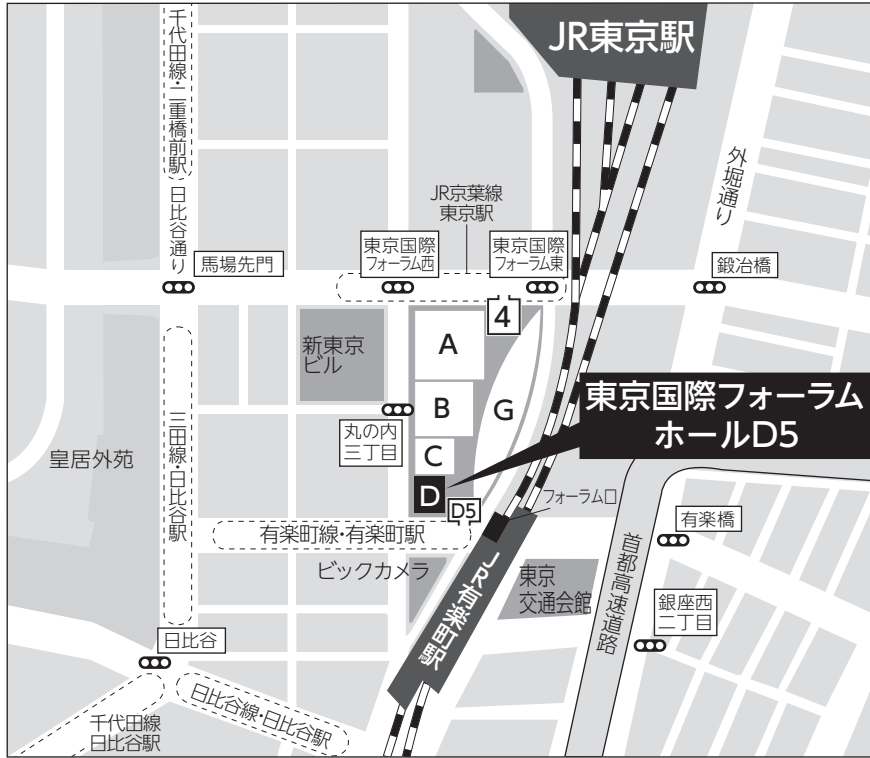 JR東京駅
千代田線・二重橋前駅
日比谷通り
外堀通り
JR京葉線
東京駅
馬場先門
東京国際
フォーラム西
東京国際
フォーラム東
鍛冶橋
4
A
新東京
ビル
B
G
東京国際フォーラム
ホールD5
丸の内
三丁目
C
D
D5
フォーラム口
皇居外苑
三田線・日比谷駅
有楽町線・有楽町駅
有楽橋
ビックカメラ
JR有楽町駅
東京
交通会館
首都高速道路
銀座西
二丁目
日比谷
日比谷線・日比谷駅
千代田線
日比谷駅